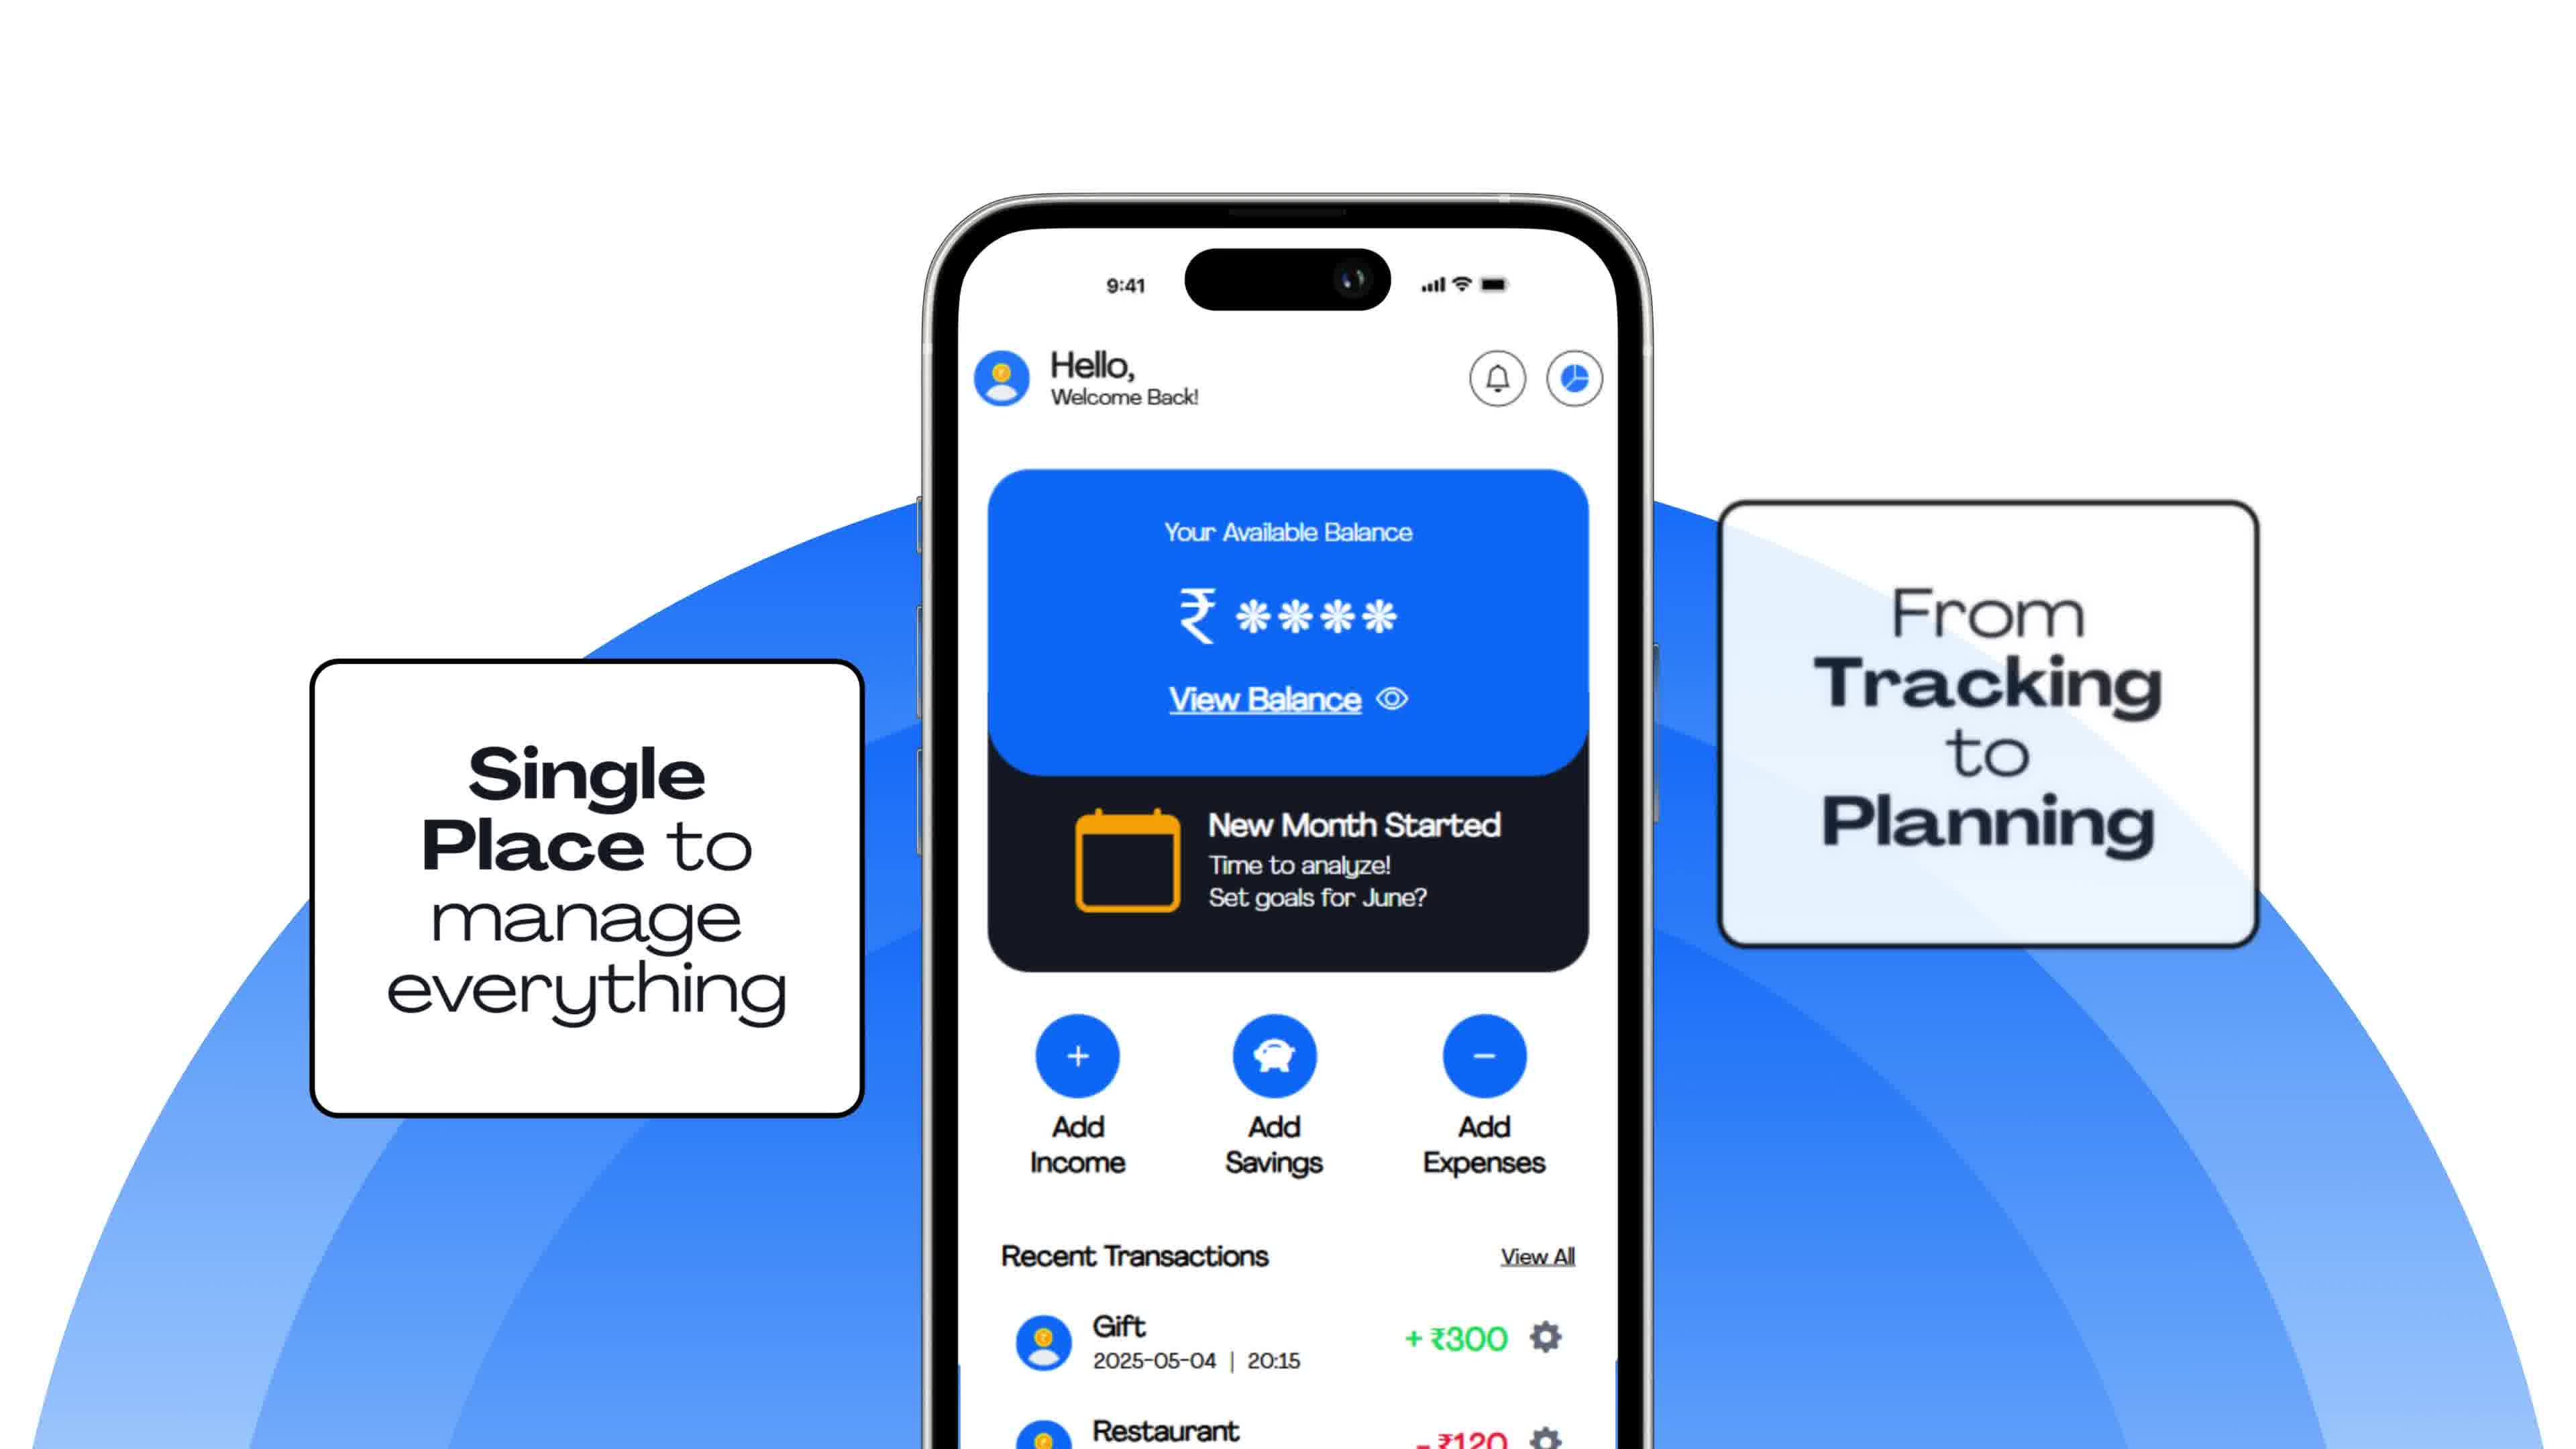 9:41
Hello,
Welcome Back!
Your Available Balance
₹ ****
View Balance
New Month Started
Time to analyze!
Set goals for June?
Add
Income
Add
Savings
Add
Expenses
Recent Transactions
View All
Gift
2025-05-04 | 20:15
+ ₹300
Restaurant
- ₹120
Single
Place to
manage
everything
From
Tracking
to
Planning